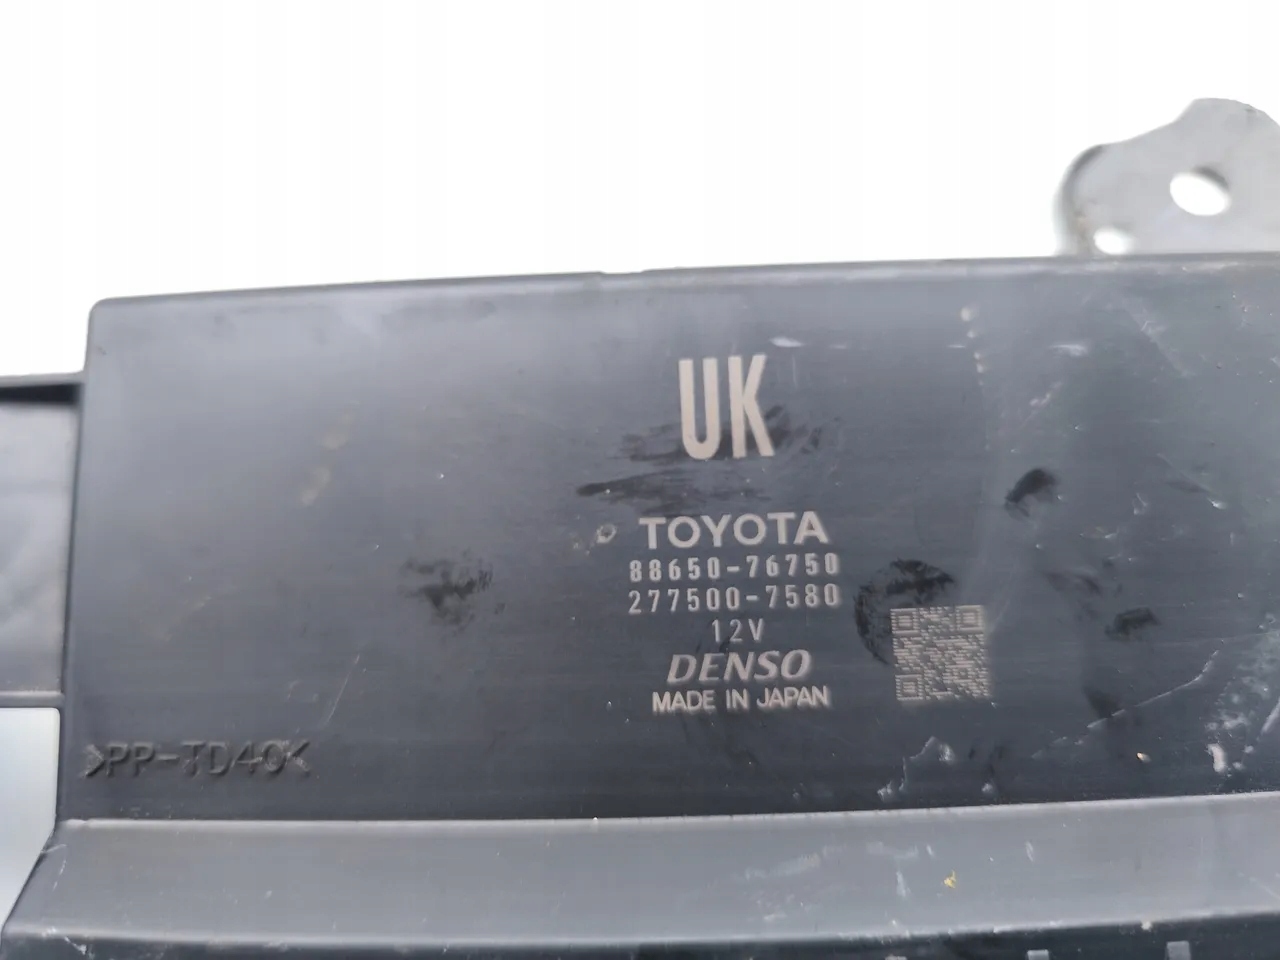 UK
TOYOTA
88650-76750
277500-7580
12V
DENSO
MADE IN JAPAN
>PP-TD40<